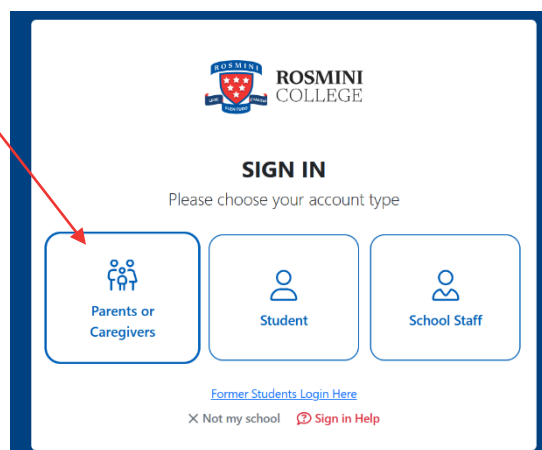 ROSMINI
ROSMINI
COLLEGE
SIGN IN
Please choose your account type
Parents or
Caregivers
Student
School Staff
Former Students Login Here
Not my school
Sign in Help